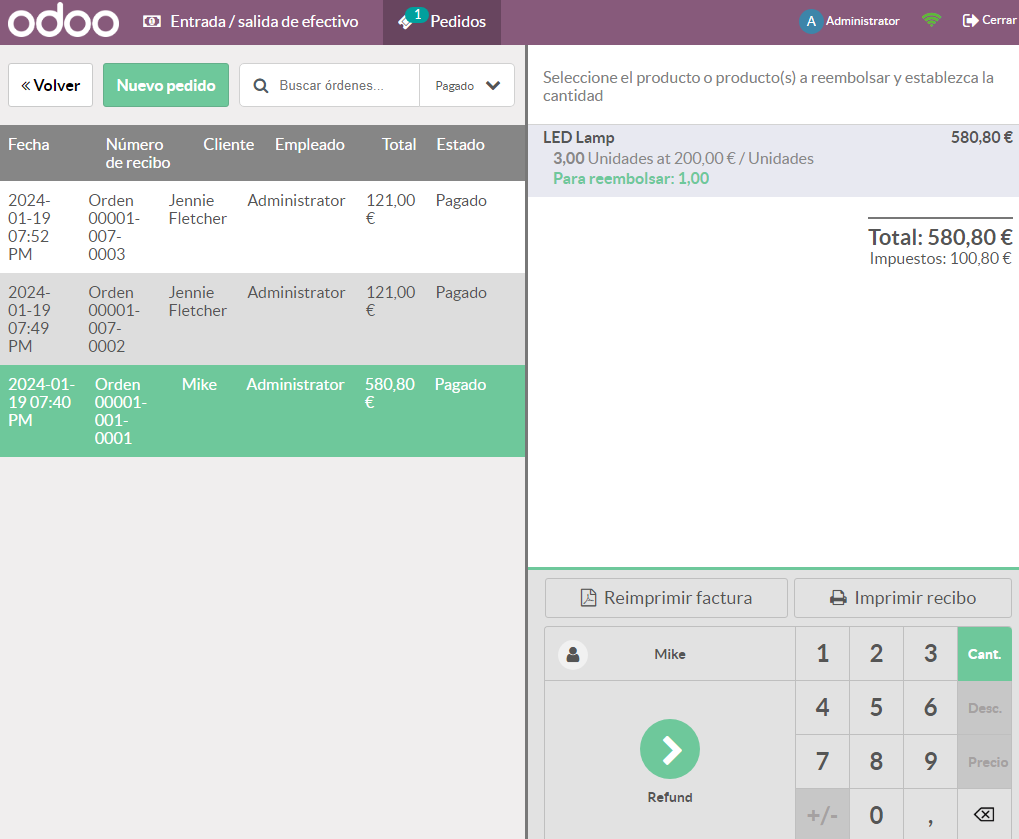 odoo Entrada / salida de efectivo 1 Pedidos A Administrator Cerrar
« Volver Nuevo pedido Buscar órdenes... Pagado
Fecha Número de recibo Cliente Empleado Total Estado
2024-01-19 07:52 PM Orden 00001-007-0003 Jennie Fletcher Administrator 121,00 € Pagado
2024-01-19 07:49 PM Orden 00001-007-0002 Jennie Fletcher Administrator 121,00 € Pagado
2024-01-19 07:40 PM Orden 00001-001-0001 Mike Administrator 580,80 € Pagado
Seleccione el producto o producto(s) a reembolsar y establezca la
cantidad
LED Lamp 580,80 €
3,00 Unidades at 200,00 € / Unidades
Para reembolsar: 1,00
Total: 580,80 €
Impuestos: 100,80 €
Reimprimir factura Imprimir recibo
Mike
Refund
1 2 3 Cant.
4 5 6 Desc.
7 8 9 Precio
+/- 0 ,